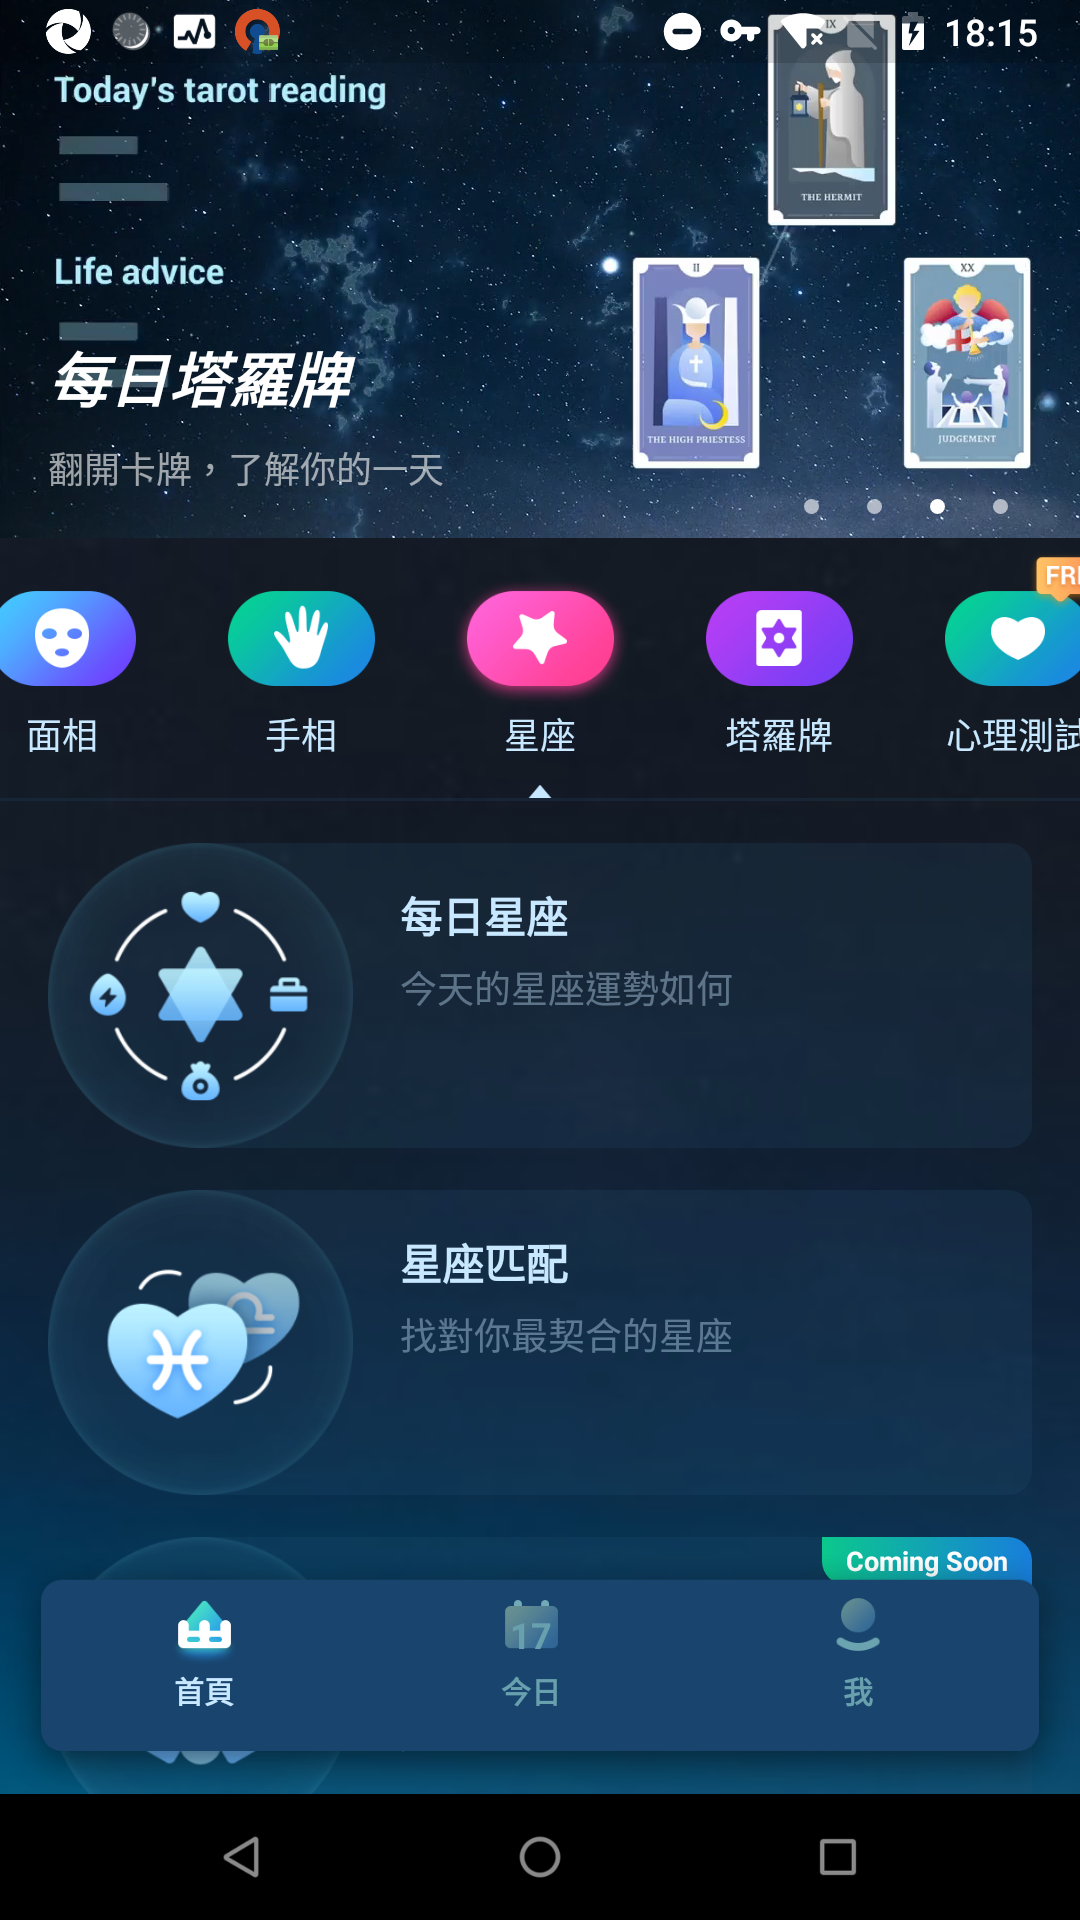 18:15
Today's tarot reading
IX
THE HERMIT
Life advice
II
THE HIGH PRIESTESS
XX
JUDGEMENT
每日塔羅牌
翻開卡牌，了解你的一天
面相
手相
星座
塔羅牌
心理測試
每日星座
今天的星座運勢如何
星座匹配
找對你最契合的星座
Coming Soon
首頁
17
今日
我